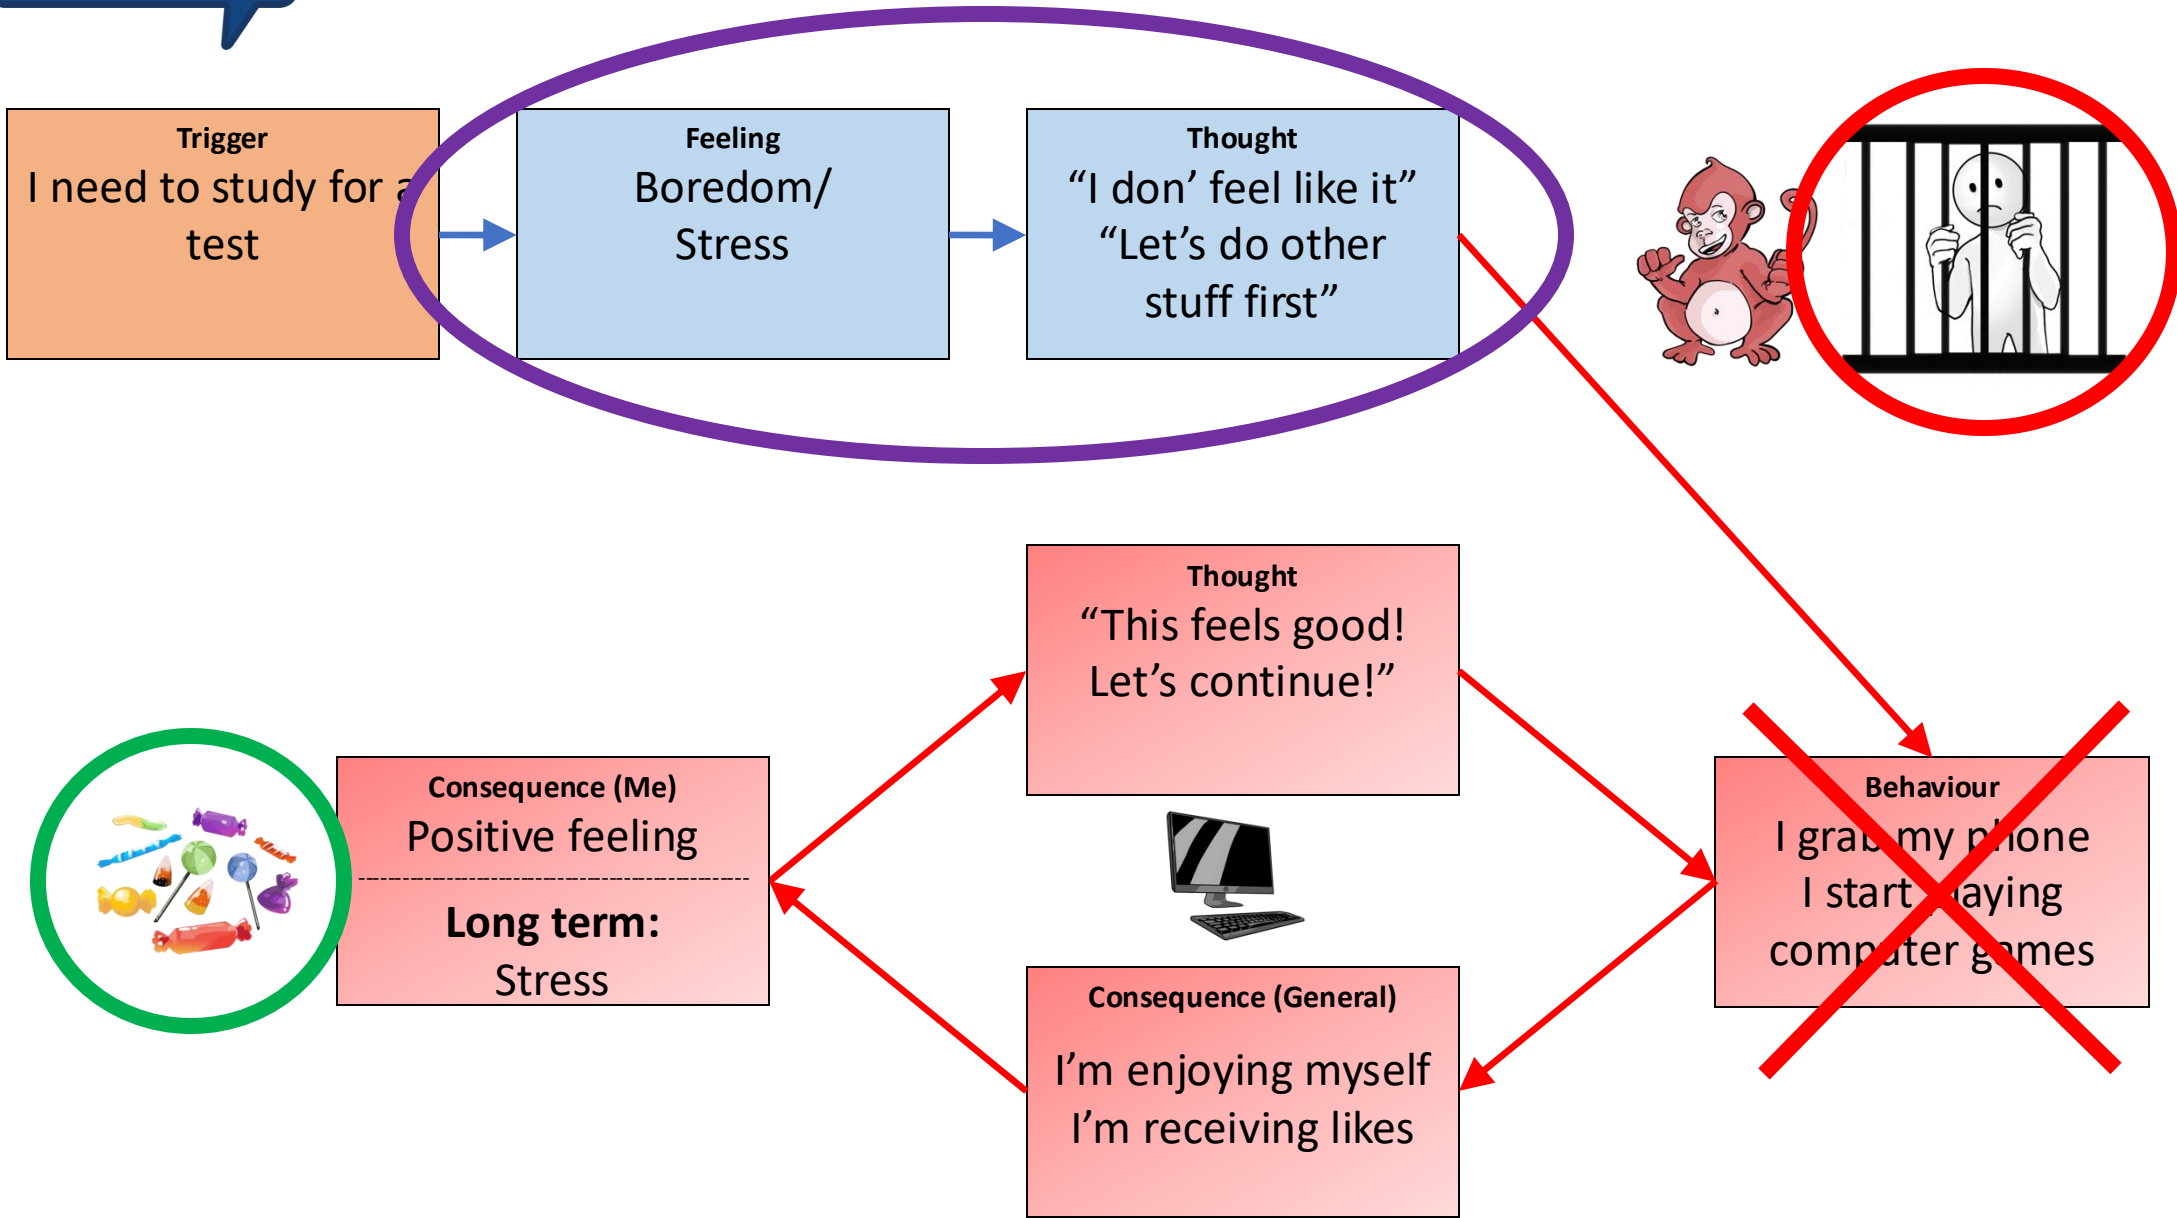 Trigger
I need to study for a
test
Feeling
Boredom/
Stress
Thought
“I don’ feel like it”
“Let’s do other
stuff first”
Thought
“This feels good!
Let’s continue!”
Consequence (Me)
Positive feeling
Long term:
Stress
Behaviour
I grab my phone
I start playing
computer games
Consequence (General)
I’m enjoying myself
I’m receiving likes